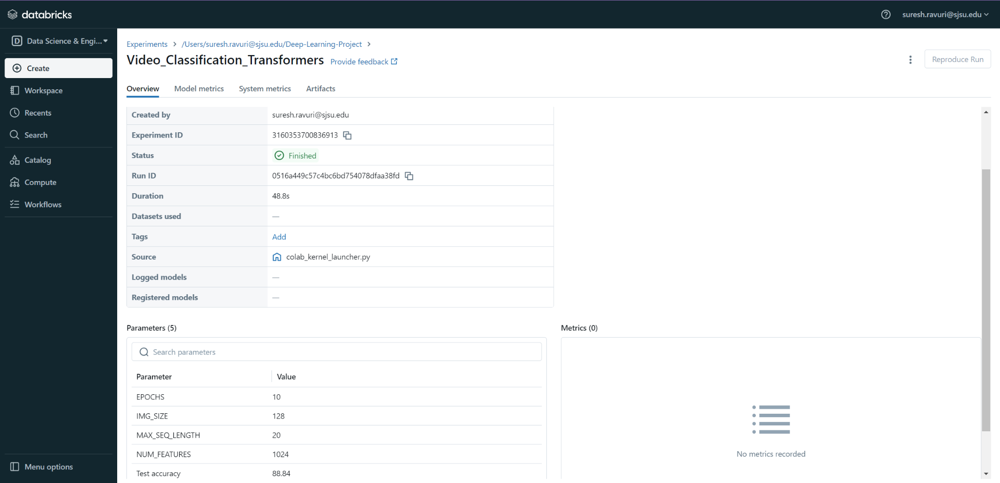 databricks
suresh.ravuri@sjsu.edu
D Data Science & Engi...
Create
Workspace
Recents
Search
Catalog
Compute
Workflows
Menu options
Experiments > /Users/suresh.ravuri@sjsu.edu/Deep-Learning-Project >
Video_Classification_Transformers Provide feedback
Reproduce Run
Overview Model metrics System metrics Artifacts
Created by suresh.ravuri@sjsu.edu
Experiment ID 3160353700836913
Status Finished
Run ID 0516a449c57c4bc6bd754078dfaa38fd
Duration 48.8s
Datasets used —
Tags Add
Source colab_kernel_launcher.py
Logged models —
Registered models —
Parameters (5)
Search parameters
Parameter Value
EPOCHS 10
IMG_SIZE 128
MAX_SEQ_LENGTH 20
NUM_FEATURES 1024
Test accuracy 88.84
Metrics (0)
No metrics recorded